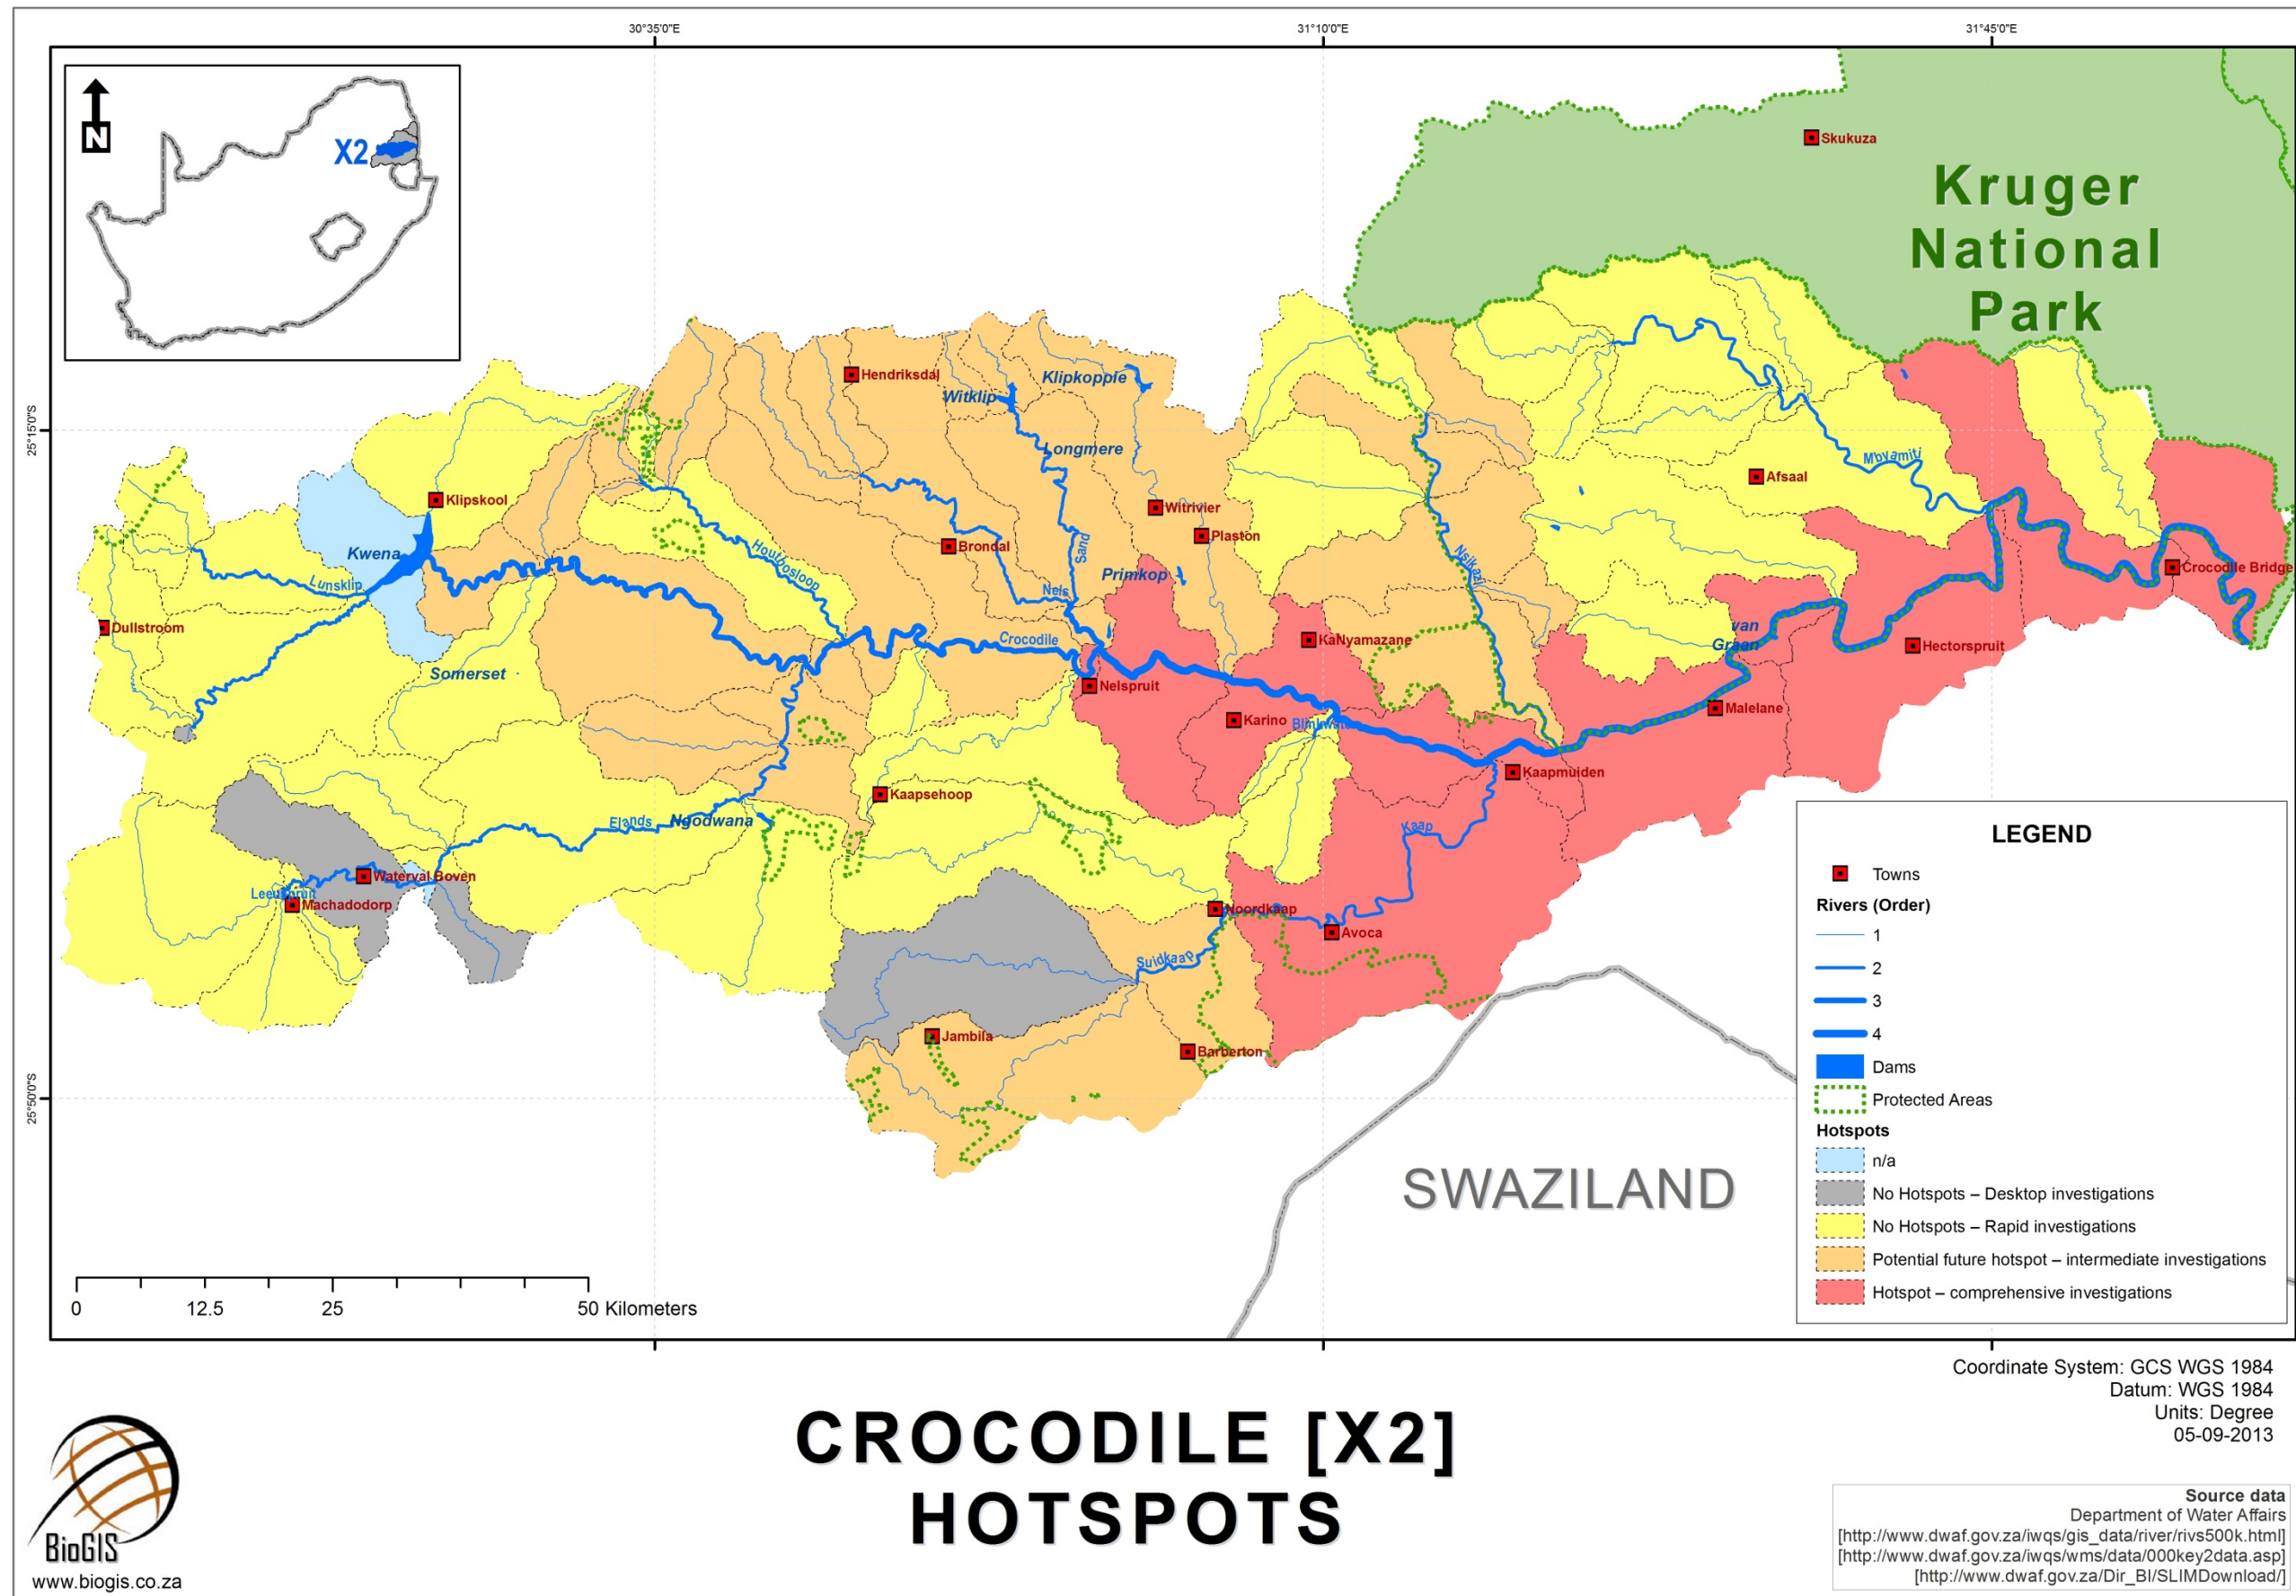 30°35'0"E
31°10'0"E
31°45'0"E
25°15'0"S
25°50'0"S
N
X2
Skukuza
Kruger
National
Park
Hendriksdal
Klipkoppie
Witklip
Longmere
Klipskool
Witrivier
Plaston
Afsaal
Mbyamiti
Kwena
Lunsklip
Brondal
Houtbosloop
Sand
Primkop
Nels
Nsikazi
Crocodile Bridge
Dullstroom
Crocodile
KaNyamazane
van
Graan
Hectorspruit
Somerset
Nelspruit
Karino
Malelane
Kaapmuiden
Kaapsehoop
Elands
Ngodwana
Kaap
Waterval Boven
Machadodorp
Noordkaap
Avoca
Suidkaap
Jambila
Barberton
SWAZILAND
LEGEND
Towns
Rivers (Order)
1
2
3
4
Dams
Protected Areas
Hotspots
n/a
No Hotspots – Desktop investigations
No Hotspots – Rapid investigations
Potential future hotspot – intermediate investigations
Hotspot – comprehensive investigations
0 12.5 25 50 Kilometers
Coordinate System: GCS WGS 1984
Datum: WGS 1984
Units: Degree
05-09-2013
CROCODILE [X2]
HOTSPOTS
BioGIS
www.biogis.co.za
Source data
Department of Water Affairs
[http://www.dwaf.gov.za/iwqs/gis_data/river/rivs500k.html]
[http://www.dwaf.gov.za/iwqs/wms/data/000key2data.asp]
[http://www.dwaf.gov.za/Dir_BI/SLIMDownload/]